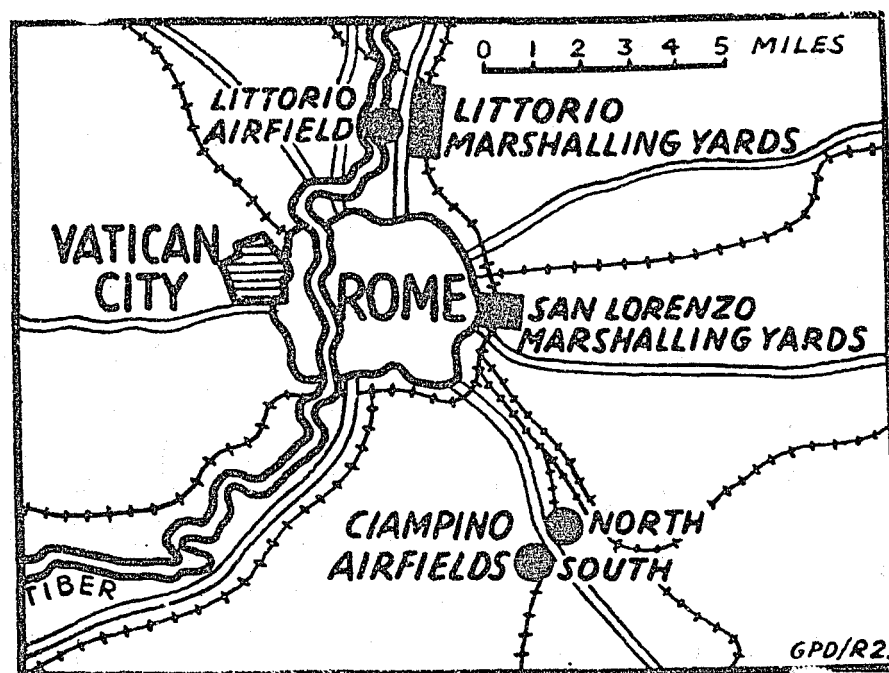 0 1 2 3 4 5 MILES
LITTORIO
AIRFIELD
LITTORIO
MARSHALLING YARDS
VATICAN
CITY
ROME
SAN LORENZO
MARSHALLING YARDS
CIAMPINO
AIRFIELDS
NORTH
SOUTH
TIBER
GPD/R2.